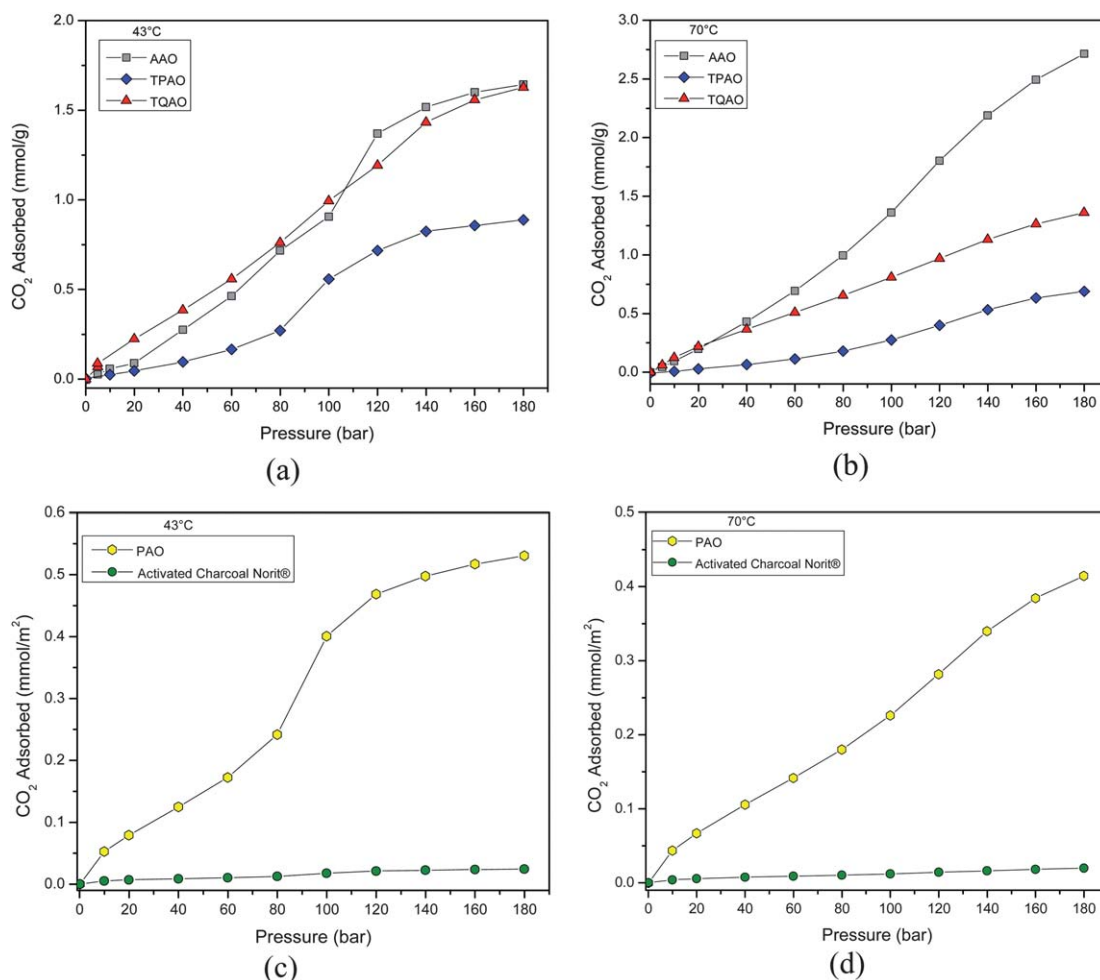 43°C
AAO
TPAO
TQAO
2.0
1.5
1.0
0.5
0.0
CO2 Adsorbed (mmol/g)
0 20 40 60 80 100 120 140 160 180
Pressure (bar)
(a)
70°C
AAO
TPAO
TQAO
3.0
2.5
2.0
1.5
1.0
0.5
0.0
CO2 Adsorbed (mmol/g)
0 20 40 60 80 100 120 140 160 180
Pressure (bar)
(b)
43°C
PAO
Activated Charcoal Norit®
0.6
0.5
0.4
0.3
0.2
0.1
0.0
CO2 Adsorbed (mmol/m²)
0 20 40 60 80 100 120 140 160 180
Pressure (bar)
(c)
70°C
PAO
Activated Charcoal Norit®
0.5
0.4
0.3
0.2
0.1
0.0
CO2 Adsorbed (mmol/m²)
0 20 40 60 80 100 120 140 160 180
Pressure (bar)
(d)